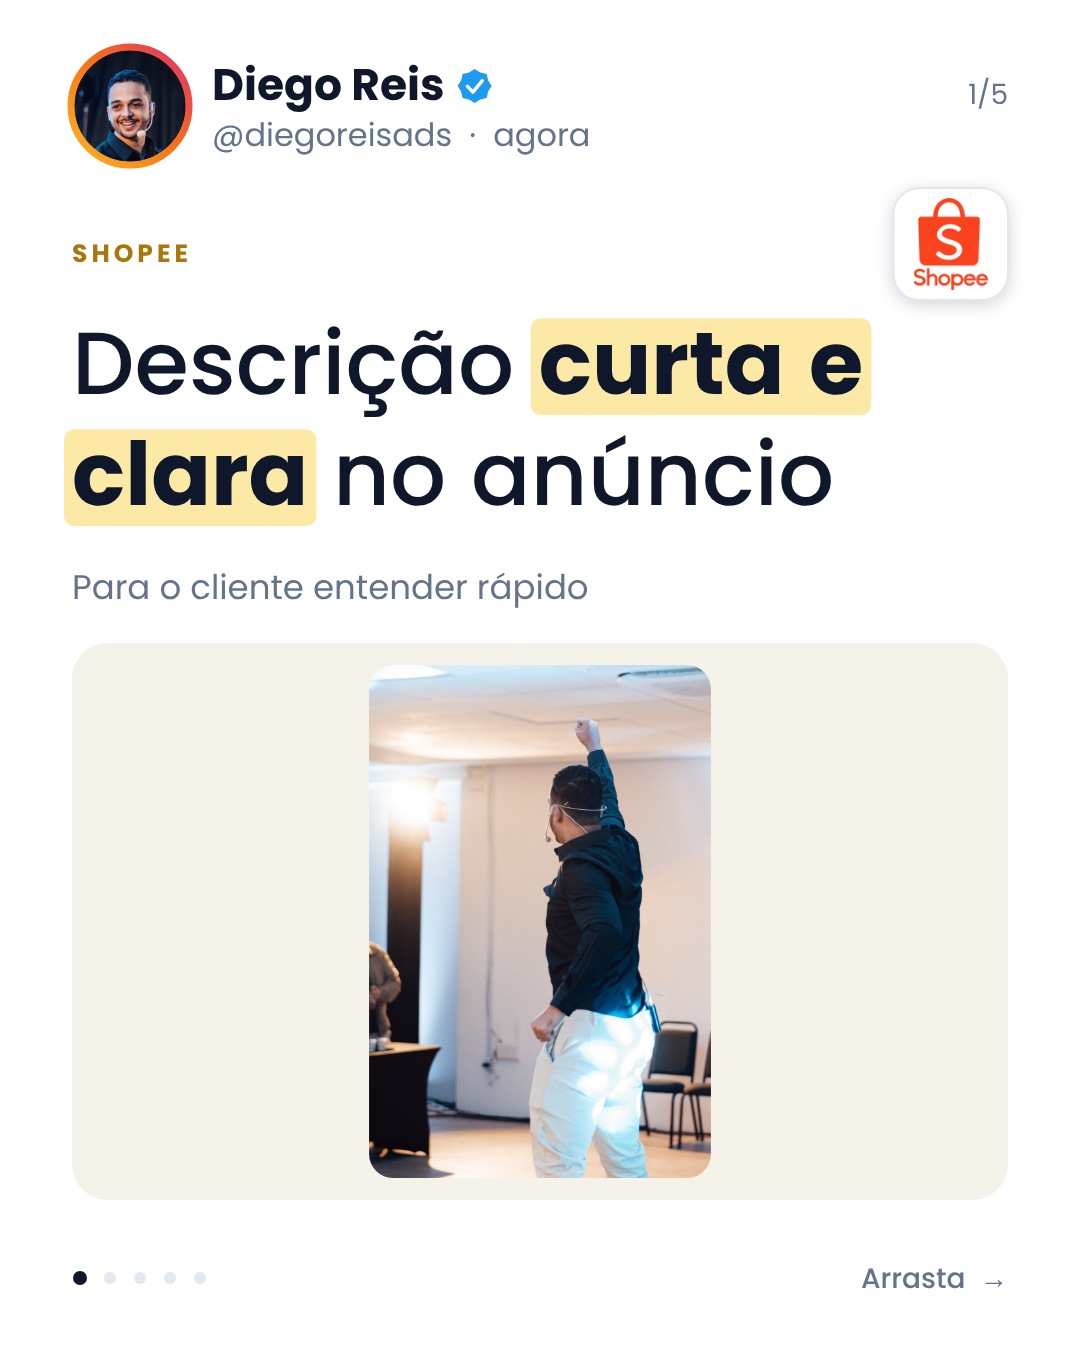 Diego Reis
@diegoreisads · agora
1/5
SHOPEE
S
Shopee
Descrição curta e
clara no anúncio
Para o cliente entender rápido
Arrasta →